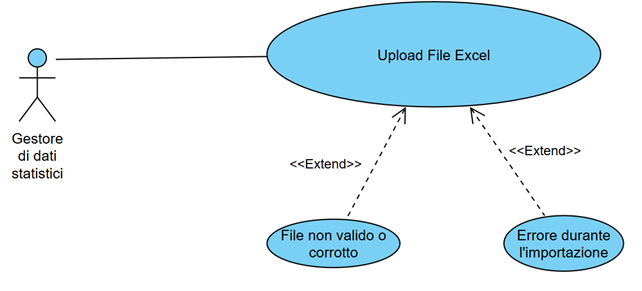 Upload File Excel
Gestore
di dati
statistici
<<Extend>>
<<Extend>>
File non valido o
corrotto
Errore durante
l'importazione